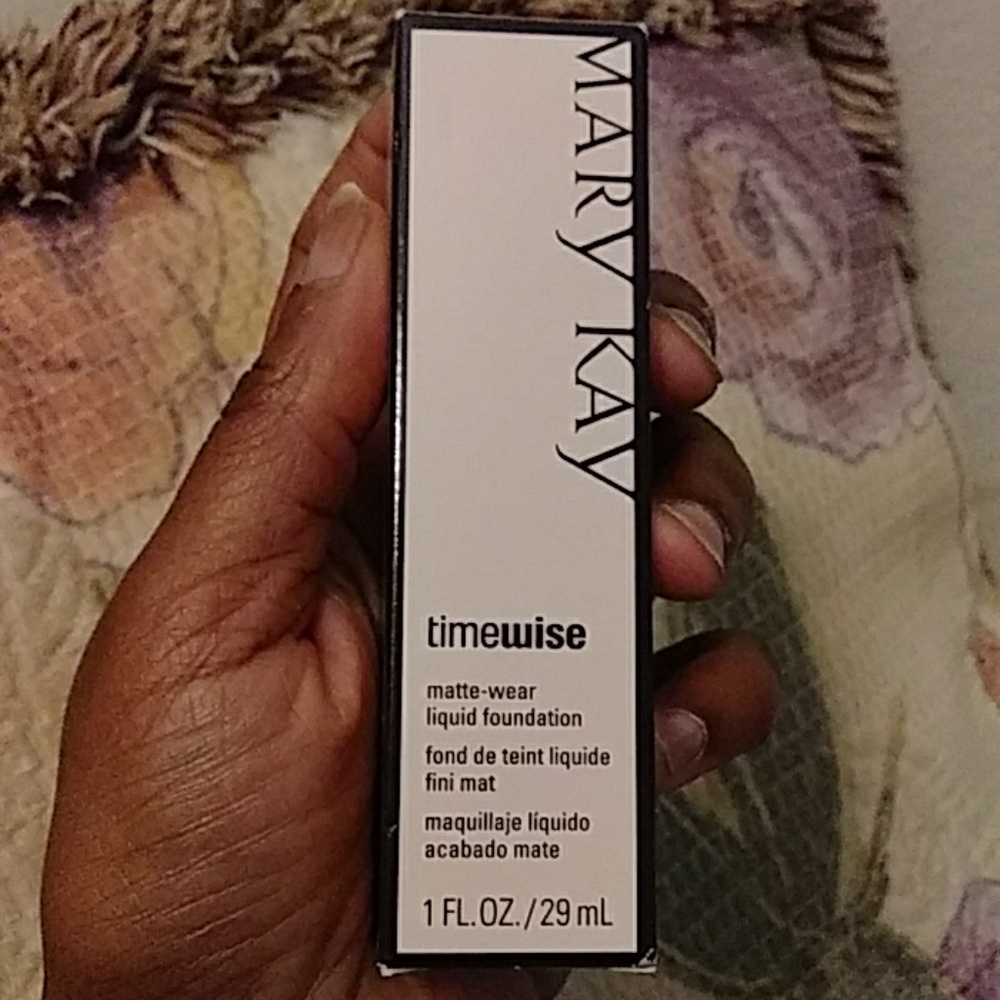 MARY KAY
timewise
matte-wear
liquid foundation
fond de teint liquide
fini mat
maquillaje líquido
acabado mate
1 FL.OZ./29 mL